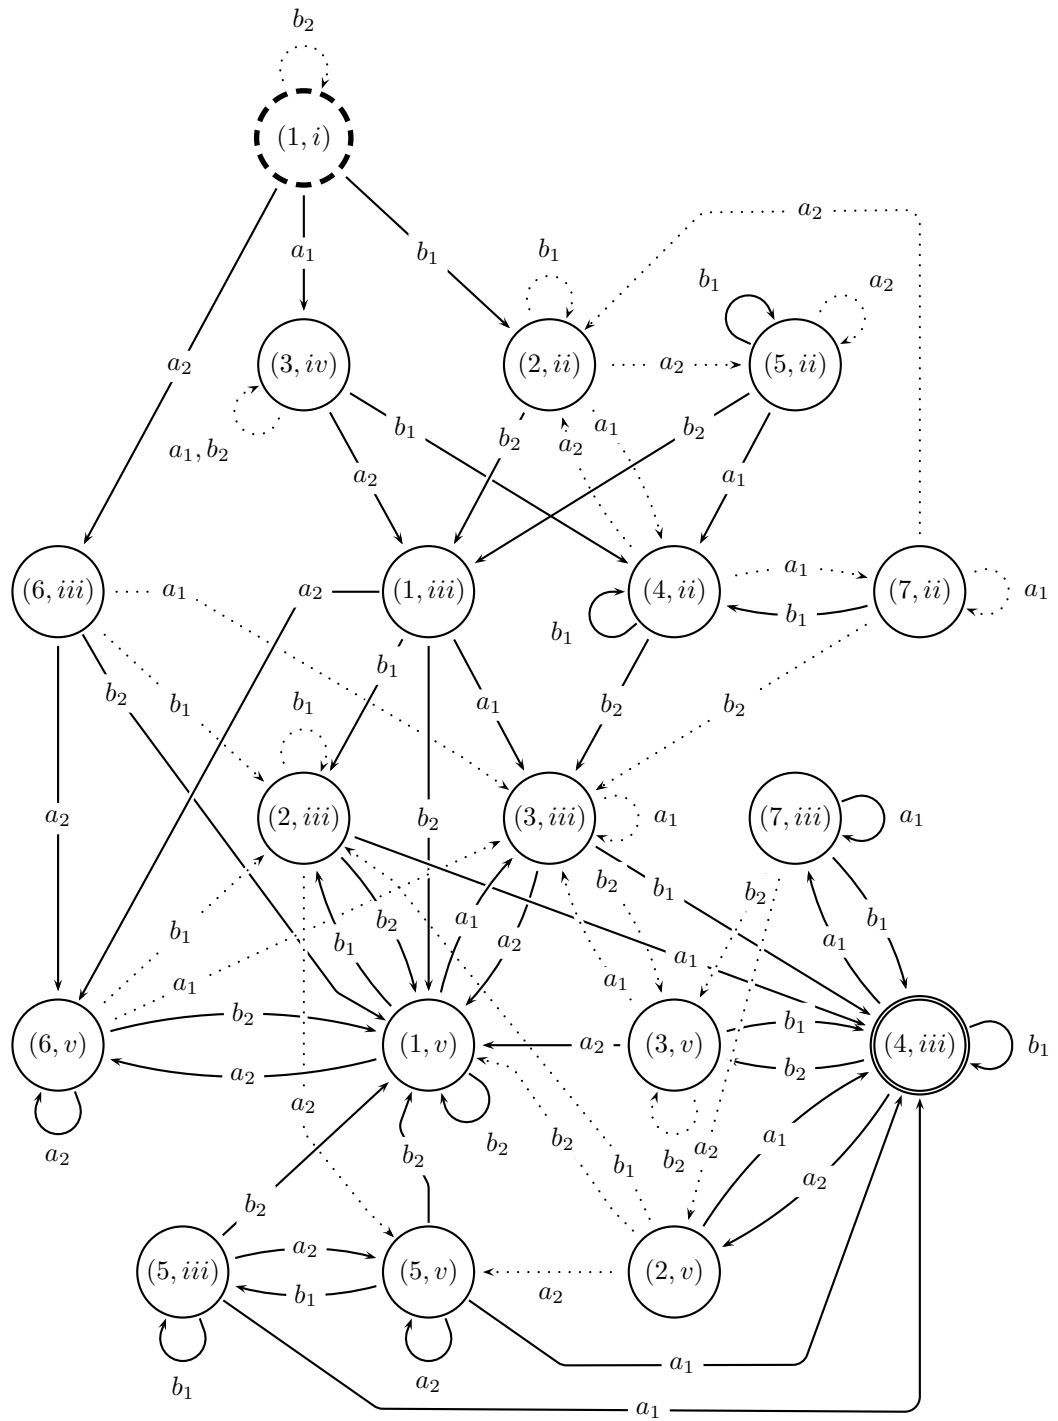 b₂
(1, i)
a₂
a₁
b₁
b₁
b₁
a₂
a₂
(3, iv)
(2, ii)
a₂
(5, ii)
a₂
a₁, b₂
b₁
a₂
b₂
a₂
a₁
b₂
a₁
(6, iii)
a₁
a₂
(1, iii)
b₁
(4, ii)
a₁
b₁
(7, ii)
a₁
b₂
b₁
b₁
b₁
a₁
b₂
b₂
a₂
(2, iii)
b₂
(3, iii)
a₁
(7, iii)
a₁
b₁
a₁
b₂
b₁
a₁
a₂
b₂
b₁
a₁
a₁
b₂
a₁
b₁
(6, v)
b₂
a₂
(1, v)
a₂
(3, v)
b₁
b₂
(4, iii)
b₁
a₂
a₂
b₂
b₂
b₂
b₁
b₂
a₂
a₁
a₂
b₂
(5, iii)
a₂
b₁
(5, v)
a₂
(2, v)
b₁
a₂
a₁
a₁